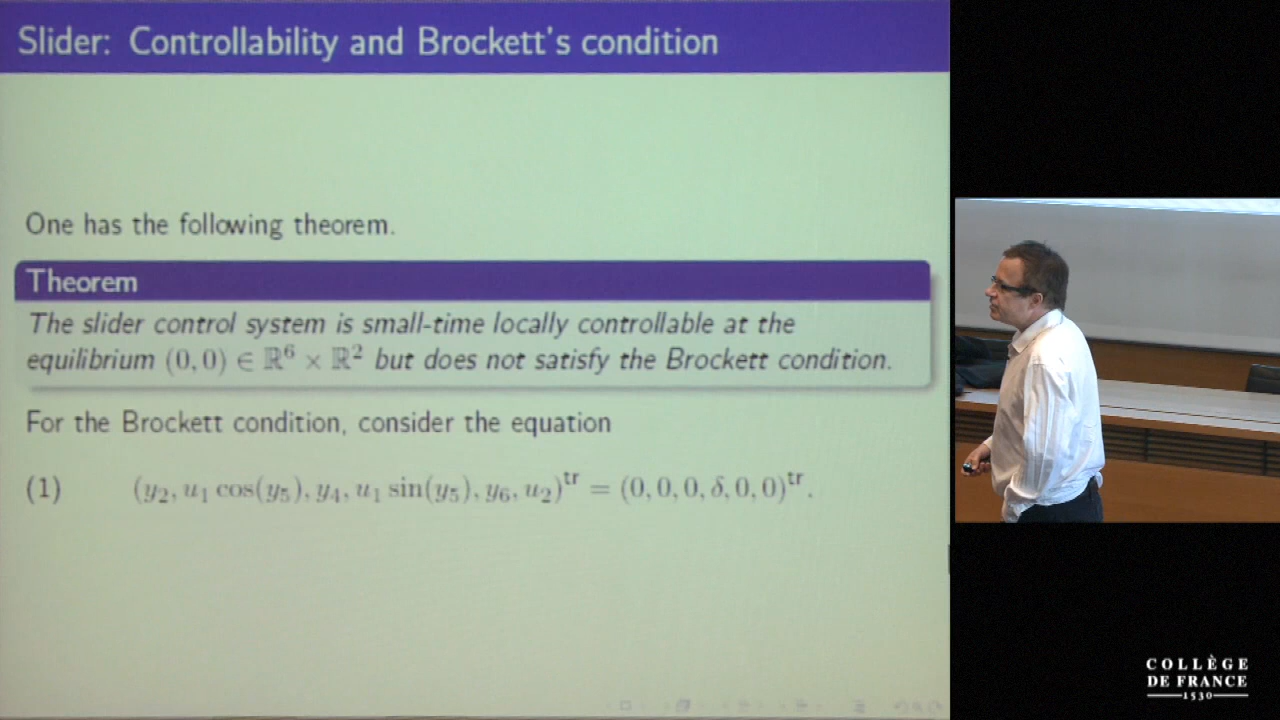 Slider: Controllability and Brockett's condition
One has the following theorem.
Theorem
The slider control system is small-time locally controllable at the
equilibrium (0, 0) ∈ ℝ⁶ × ℝ² but does not satisfy the Brockett condition.
For the Brockett condition, consider the equation
(1) (y₂, u₁ cos(y₅), y₄, u₁ sin(y₅), y₆, u₂)ᵗʳ = (0, 0, 0, δ, 0, 0)ᵗʳ.
COLLÈGE
DE FRANCE
1530